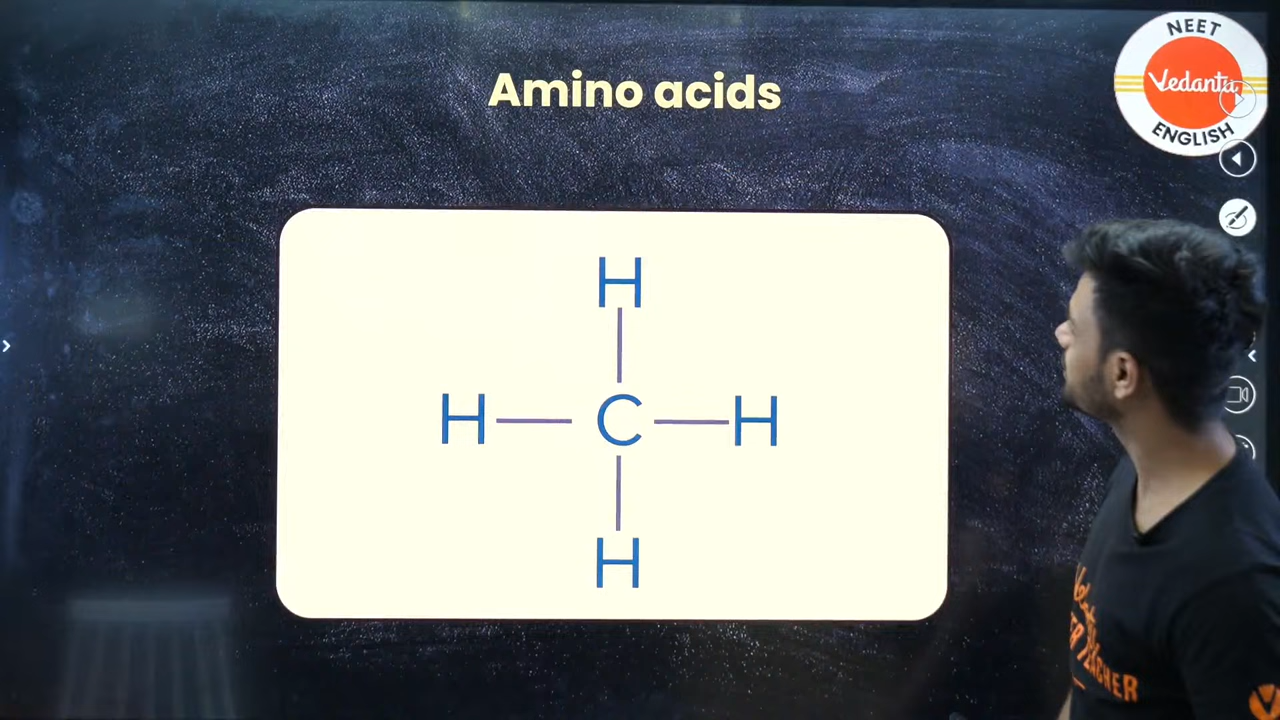 NEET
Vedantu
ENGLISH
Amino acids
H
H C H
H